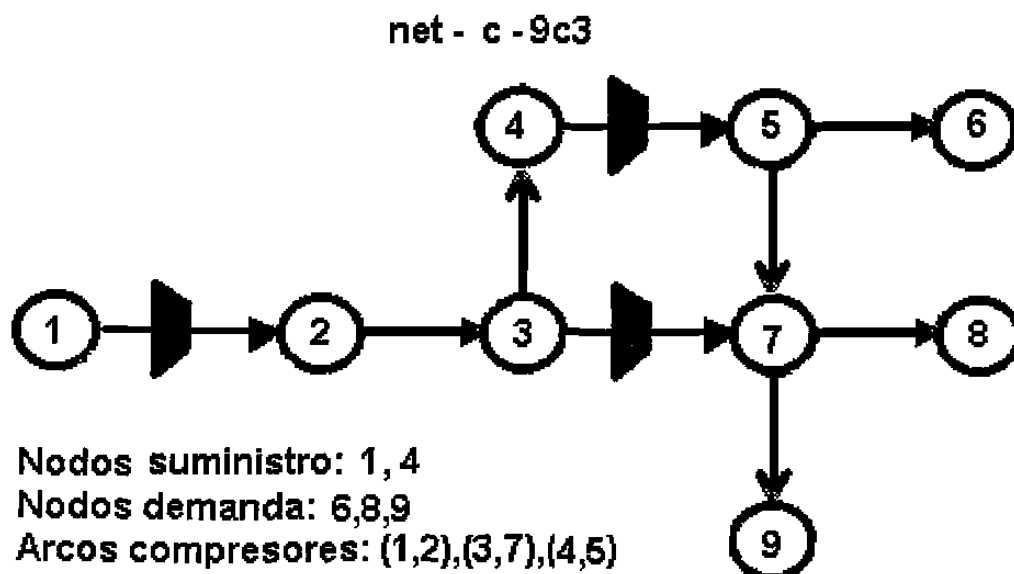 net - c -9c3
4
5
6
1
2
3
7
8
Nodos suministro: 1, 4
Nodos demanda: 6,8,9
Arcos compresores: (1,2),(3,7),(4,5)
9